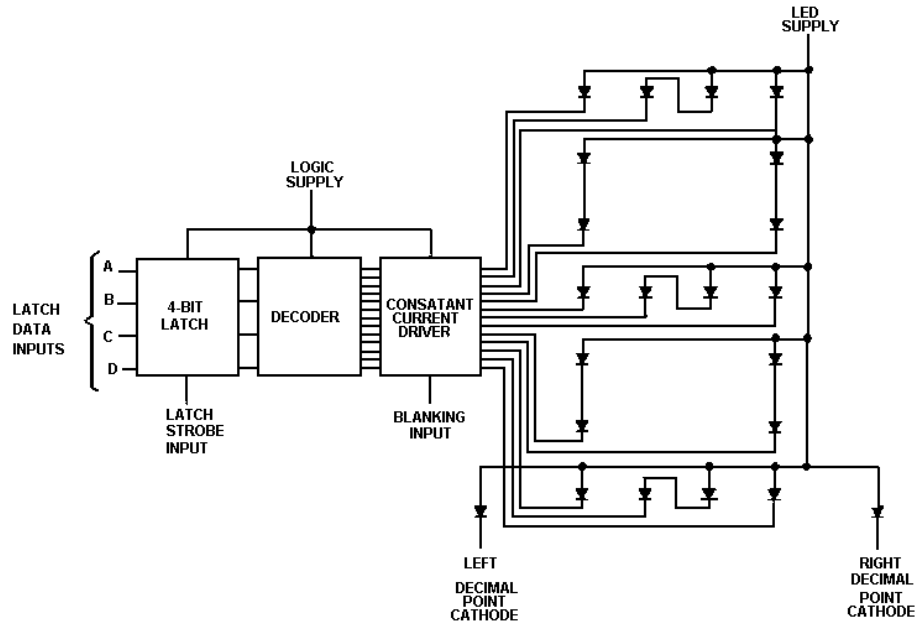 LED
SUPPLY
LOGIC
SUPPLY
LATCH
DATA
INPUTS
A
B
C
D
4-BIT
LATCH
DECODER
CONSATANT
CURRENT
DRIVER
LATCH
STROBE
INPUT
BLANKING
INPUT
LEFT
DECIMAL
POINT
CATHODE
RIGHT
DECIMAL
POINT
CATHODE